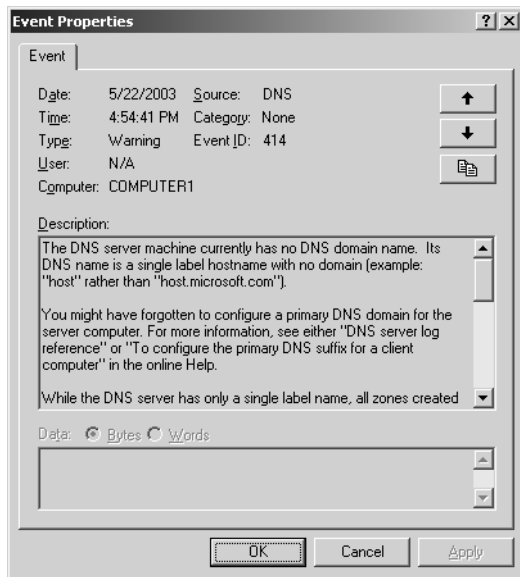 Event Properties
Event
Date: 5/22/2003 Source: DNS
Time: 4:54:41 PM Category: None
Type: Warning Event ID: 414
User: N/A
Computer: COMPUTER1
Description:
The DNS server machine currently has no DNS domain name. Its
DNS name is a single label hostname with no domain (example:
"host" rather than "host.microsoft.com").
You might have forgotten to configure a primary DNS domain for the
server computer. For more information, see either "DNS server log
reference" or "To configure the primary DNS suffix for a client
computer" in the online Help.
While the DNS server has only a single label name, all zones created
Data: Bytes Words
OK Cancel Apply